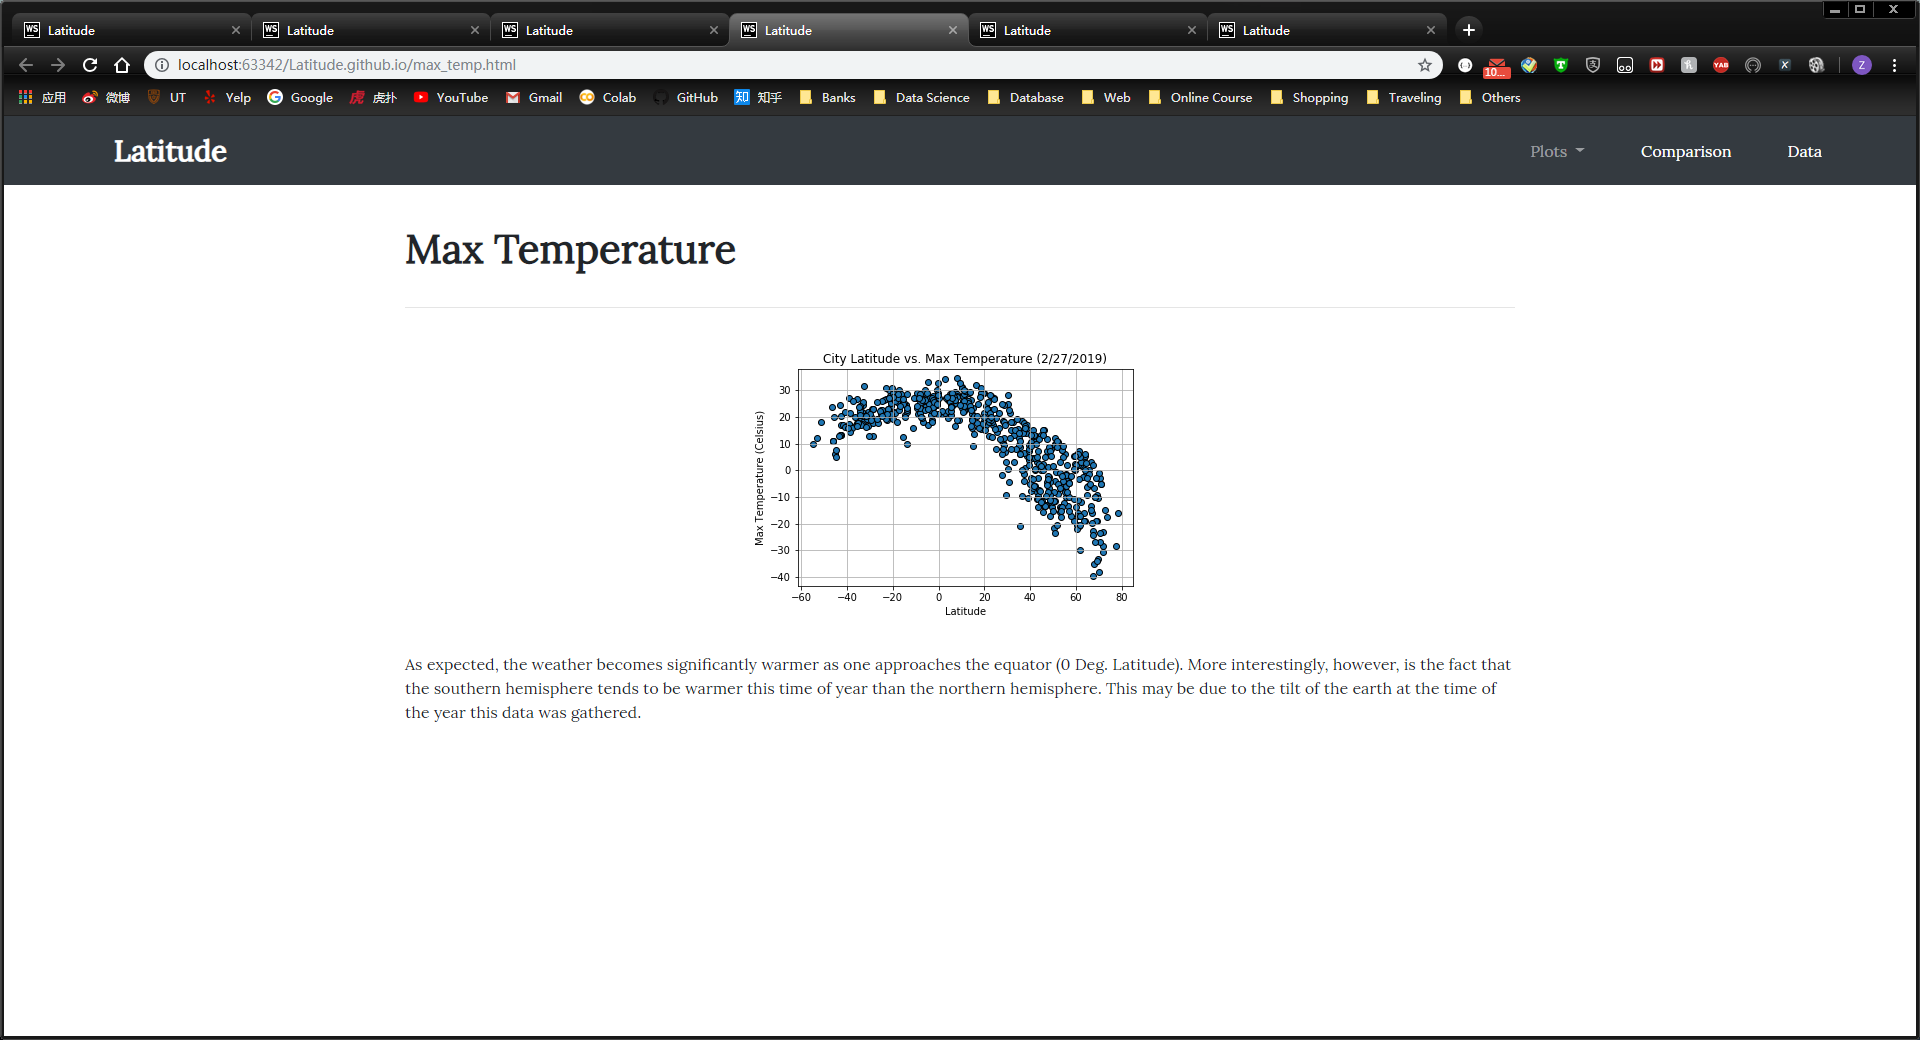 Latitude Latitude Latitude Latitude Latitude Latitude
localhost:63342/Latitude.github.io/max_temp.html
10...
YAB
Z
应用 微博 UT Yelp Google 虎扑 YouTube Gmail Colab GitHub 知乎 Banks Data Science Database Web Online Course Shopping Traveling Others
Latitude
Plots Comparison Data
Max Temperature
City Latitude vs. Max Temperature (2/27/2019)
Max Temperature (Celsius)
30
20
10
0
−10
−20
−30
−40
−60 −40 −20 0 20 40 60 80
Latitude
As expected, the weather becomes significantly warmer as one approaches the equator (0 Deg. Latitude). More interestingly, however, is the fact that
the southern hemisphere tends to be warmer this time of year than the northern hemisphere. This may be due to the tilt of the earth at the time of
the year this data was gathered.